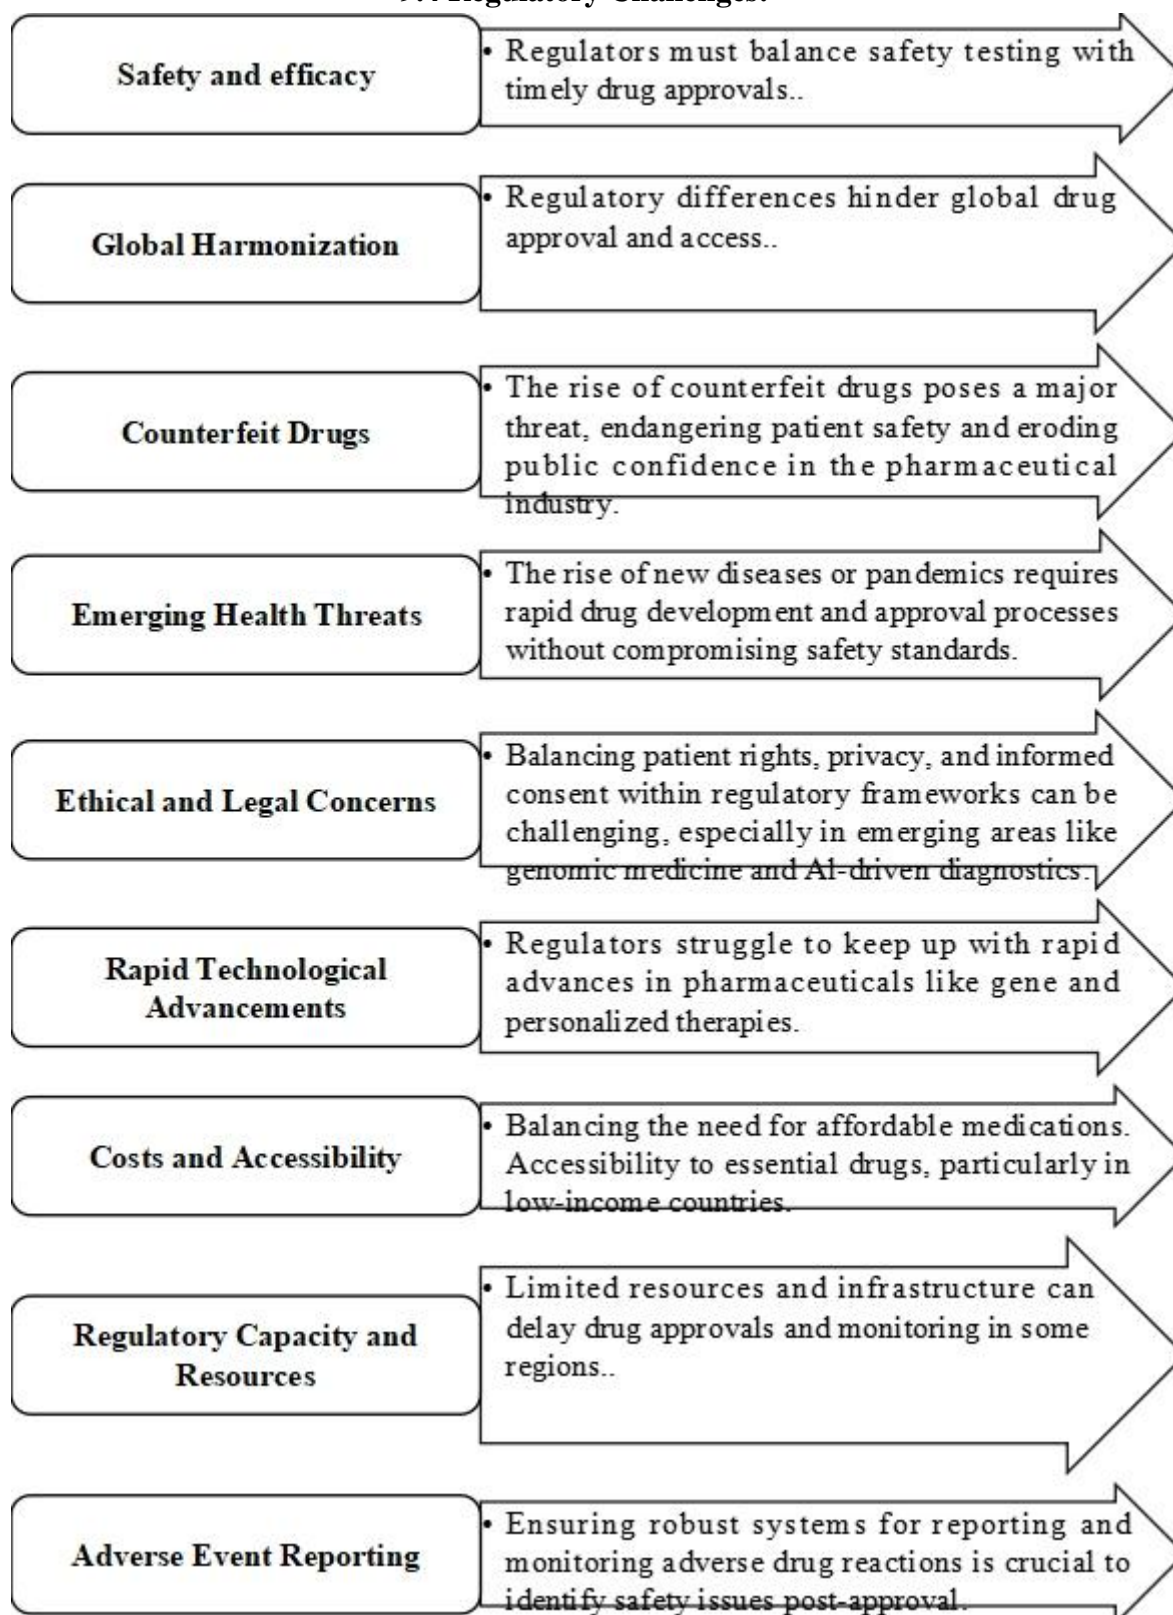 Regulatory Challenges:
Safety and efficacy
• Regulators must balance safety testing with
timely drug approvals..
Global Harmonization
• Regulatory differences hinder global drug
approval and access..
Counterfeit Drugs
• The rise of counterfeit drugs poses a major
threat, endangering patient safety and eroding
public confidence in the pharmaceutical
industry.
Emerging Health Threats
• The rise of new diseases or pandemics requires
rapid drug development and approval processes
without compromising safety standards.
Ethical and Legal Concerns
• Balancing patient rights, privacy, and informed
consent within regulatory frameworks can be
challenging, especially in emerging areas like
genomic medicine and AI-driven diagnostics.
Rapid Technological
Advancements
• Regulators struggle to keep up with rapid
advances in pharmaceuticals like gene and
personalized therapies.
Costs and Accessibility
• Balancing the need for affordable medications.
Accessibility to essential drugs, particularly in
low-income countries.
Regulatory Capacity and
Resources
• Limited resources and infrastructure can
delay drug approvals and monitoring in some
regions..
Adverse Event Reporting
• Ensuring robust systems for reporting and
monitoring adverse drug reactions is crucial to
identify safety issues post-approval.